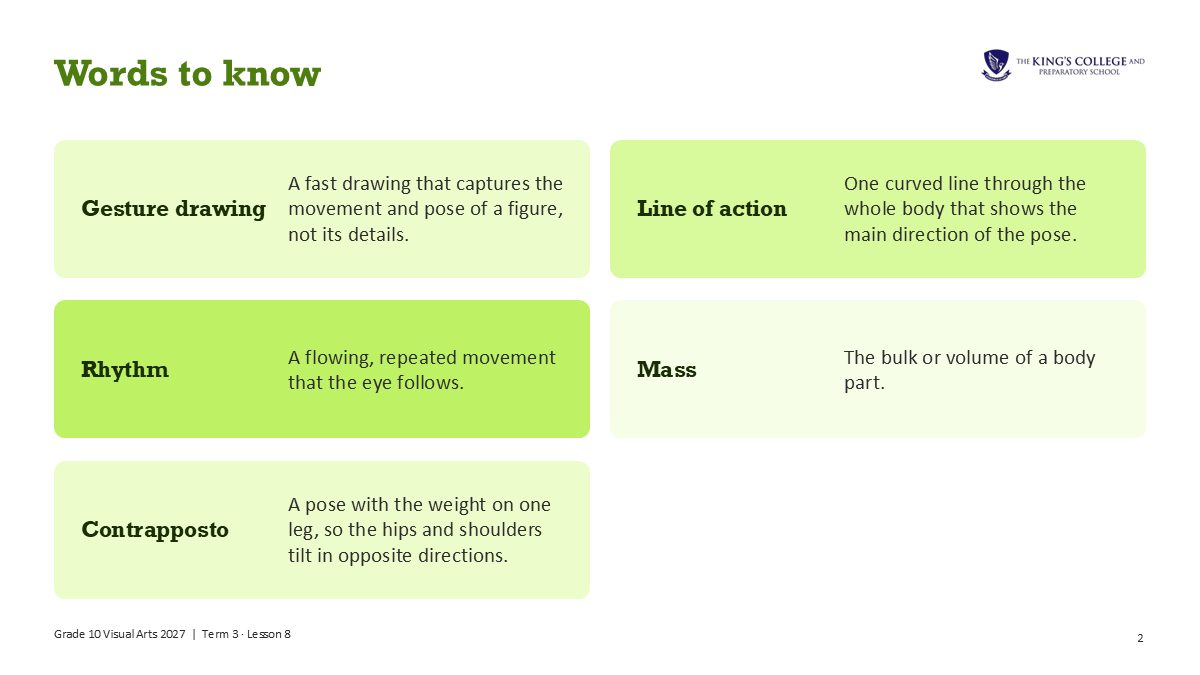 Words to know
THE KING'S COLLEGE AND
PREPARATORY SCHOOL
Gesture drawing
A fast drawing that captures the
movement and pose of a figure,
not its details.
Line of action
One curved line through the
whole body that shows the
main direction of the pose.
Rhythm
A flowing, repeated movement
that the eye follows.
Mass
The bulk or volume of a body
part.
Contrapposto
A pose with the weight on one
leg, so the hips and shoulders
tilt in opposite directions.
Grade 10 Visual Arts 2027 | Term 3 · Lesson 8
2